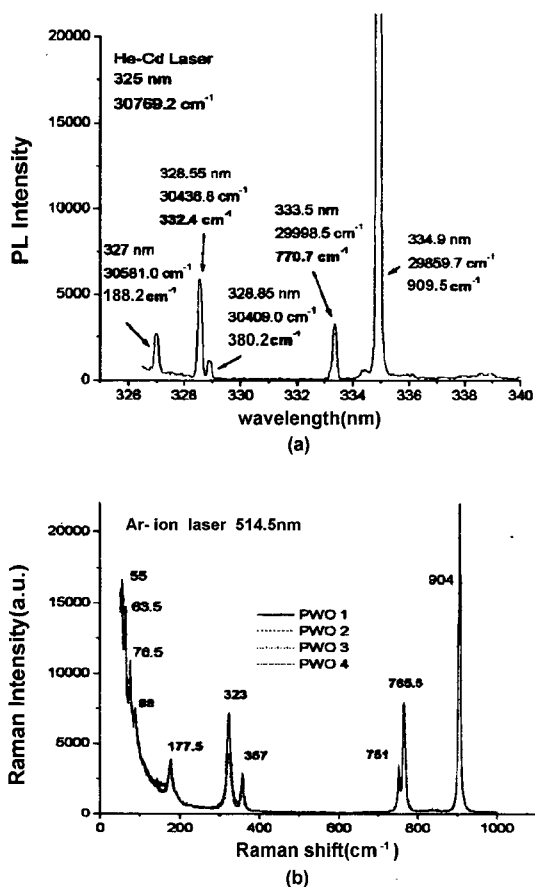 20000
He-Cd Laser
325 nm
30769.2 cm-1
15000
328.55 nm
30436.8 cm-1
332.4 cm-1
333.5 nm
29998.5 cm-1
770.7 cm-1
10000
PL Intensity
334.9 nm
29859.7 cm-1
909.5 cm-1
327 nm
30581.0 cm-1
188.2 cm-1
328.85 nm
30409.0 cm-1
380.2 cm-1
5000
0
326 328 330 332 334 336 338 340
wavelength(nm)
(a)
Ar-ion laser 514.5nm
20000
55
904
15000
63.5
PWO 1
PWO 2
PWO 3
PWO 4
76.5
10000
Raman Intensity(a.u.)
88
323
765.5
177.5
367
751
5000
0
0 200 400 600 800 1000
Raman shift(cm-1)
(b)